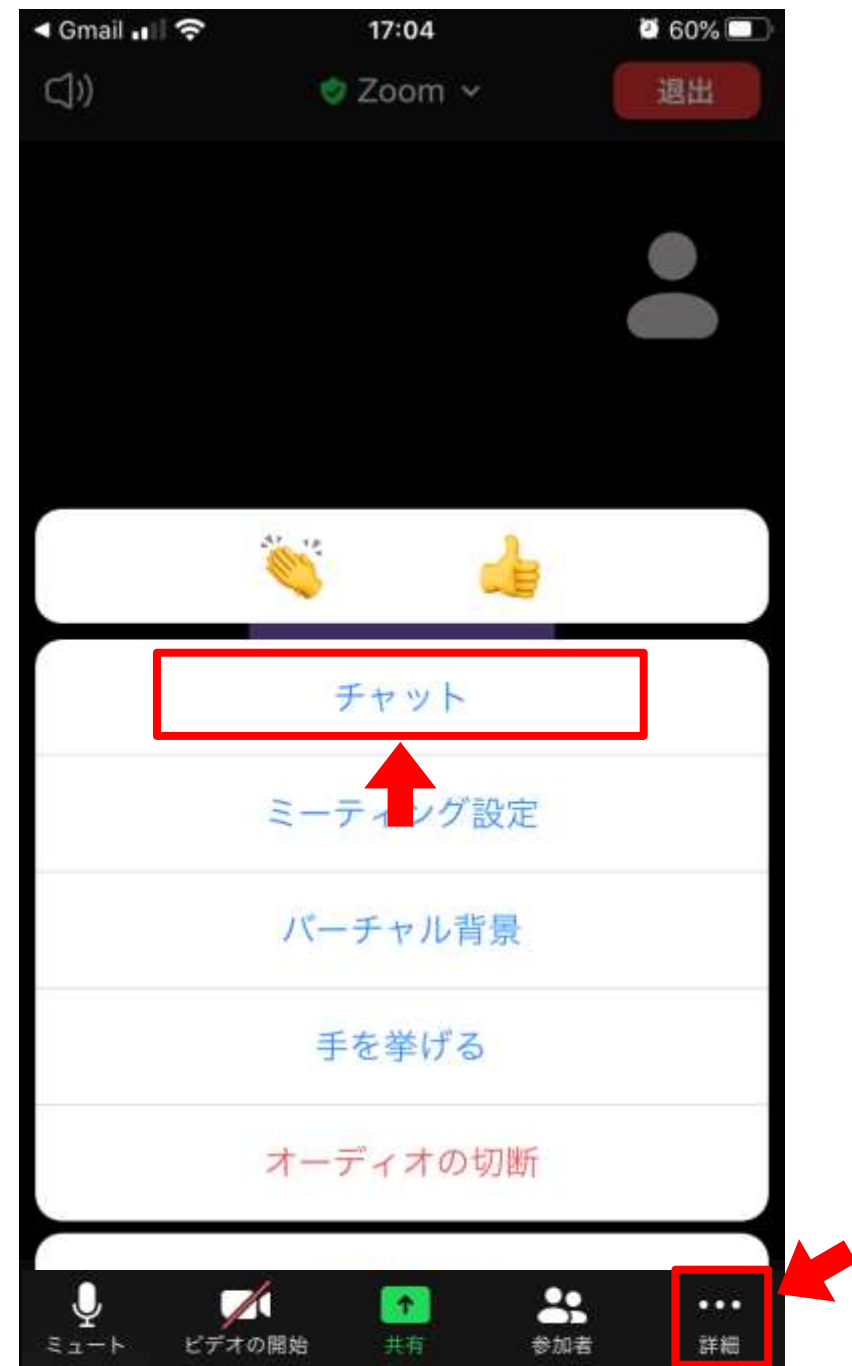 ◀ Gmail 17:04 60%
Zoom 退出
チャット
ミーティング設定
バーチャル背景
手を挙げる
オーディオの切断
ミュート ビデオの開始 共有 参加者 詳細